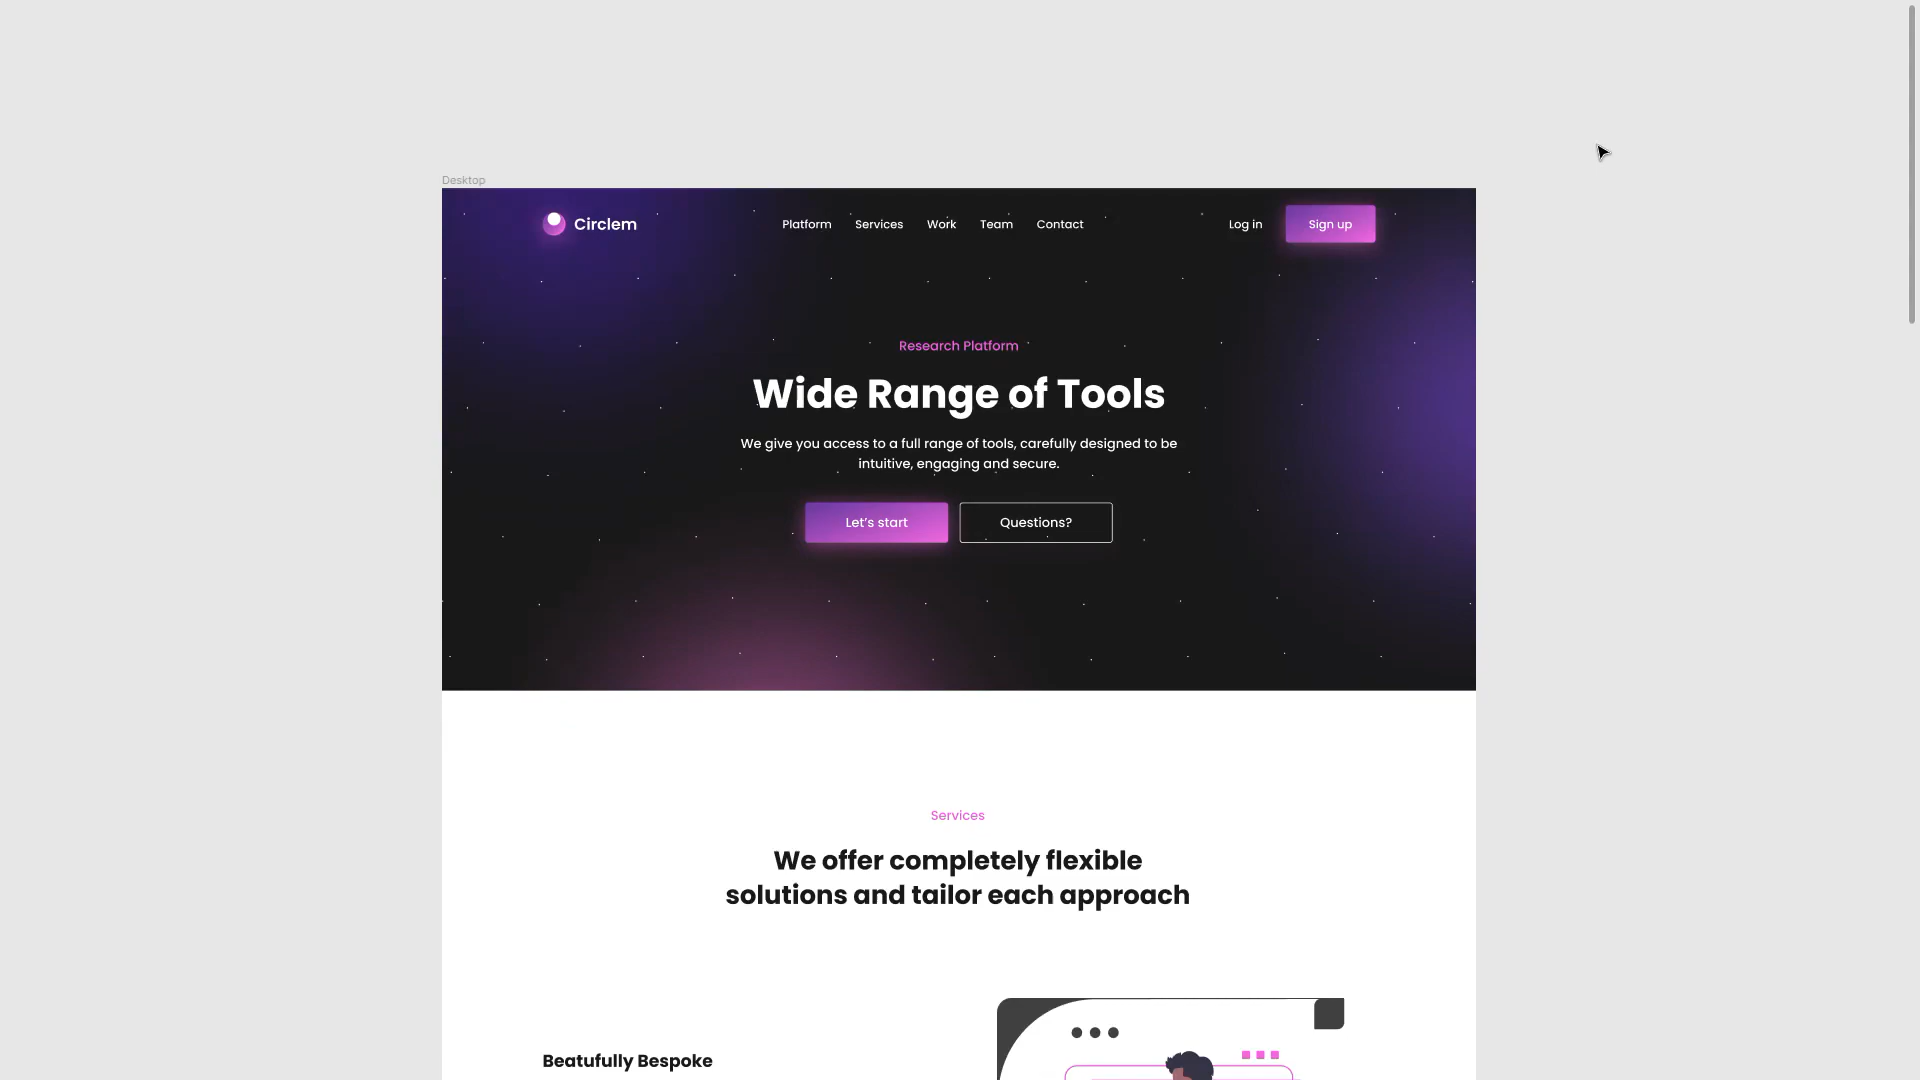 Desktop
Circlem
Platform Services Work Team Contact
Log in
Sign up
Research Platform
Wide Range of Tools
We give you access to a full range of tools, carefully designed to be
intuitive, engaging and secure.
Let’s start
Questions?
Services
We offer completely flexible
solutions and tailor each approach
Beatufully Bespoke